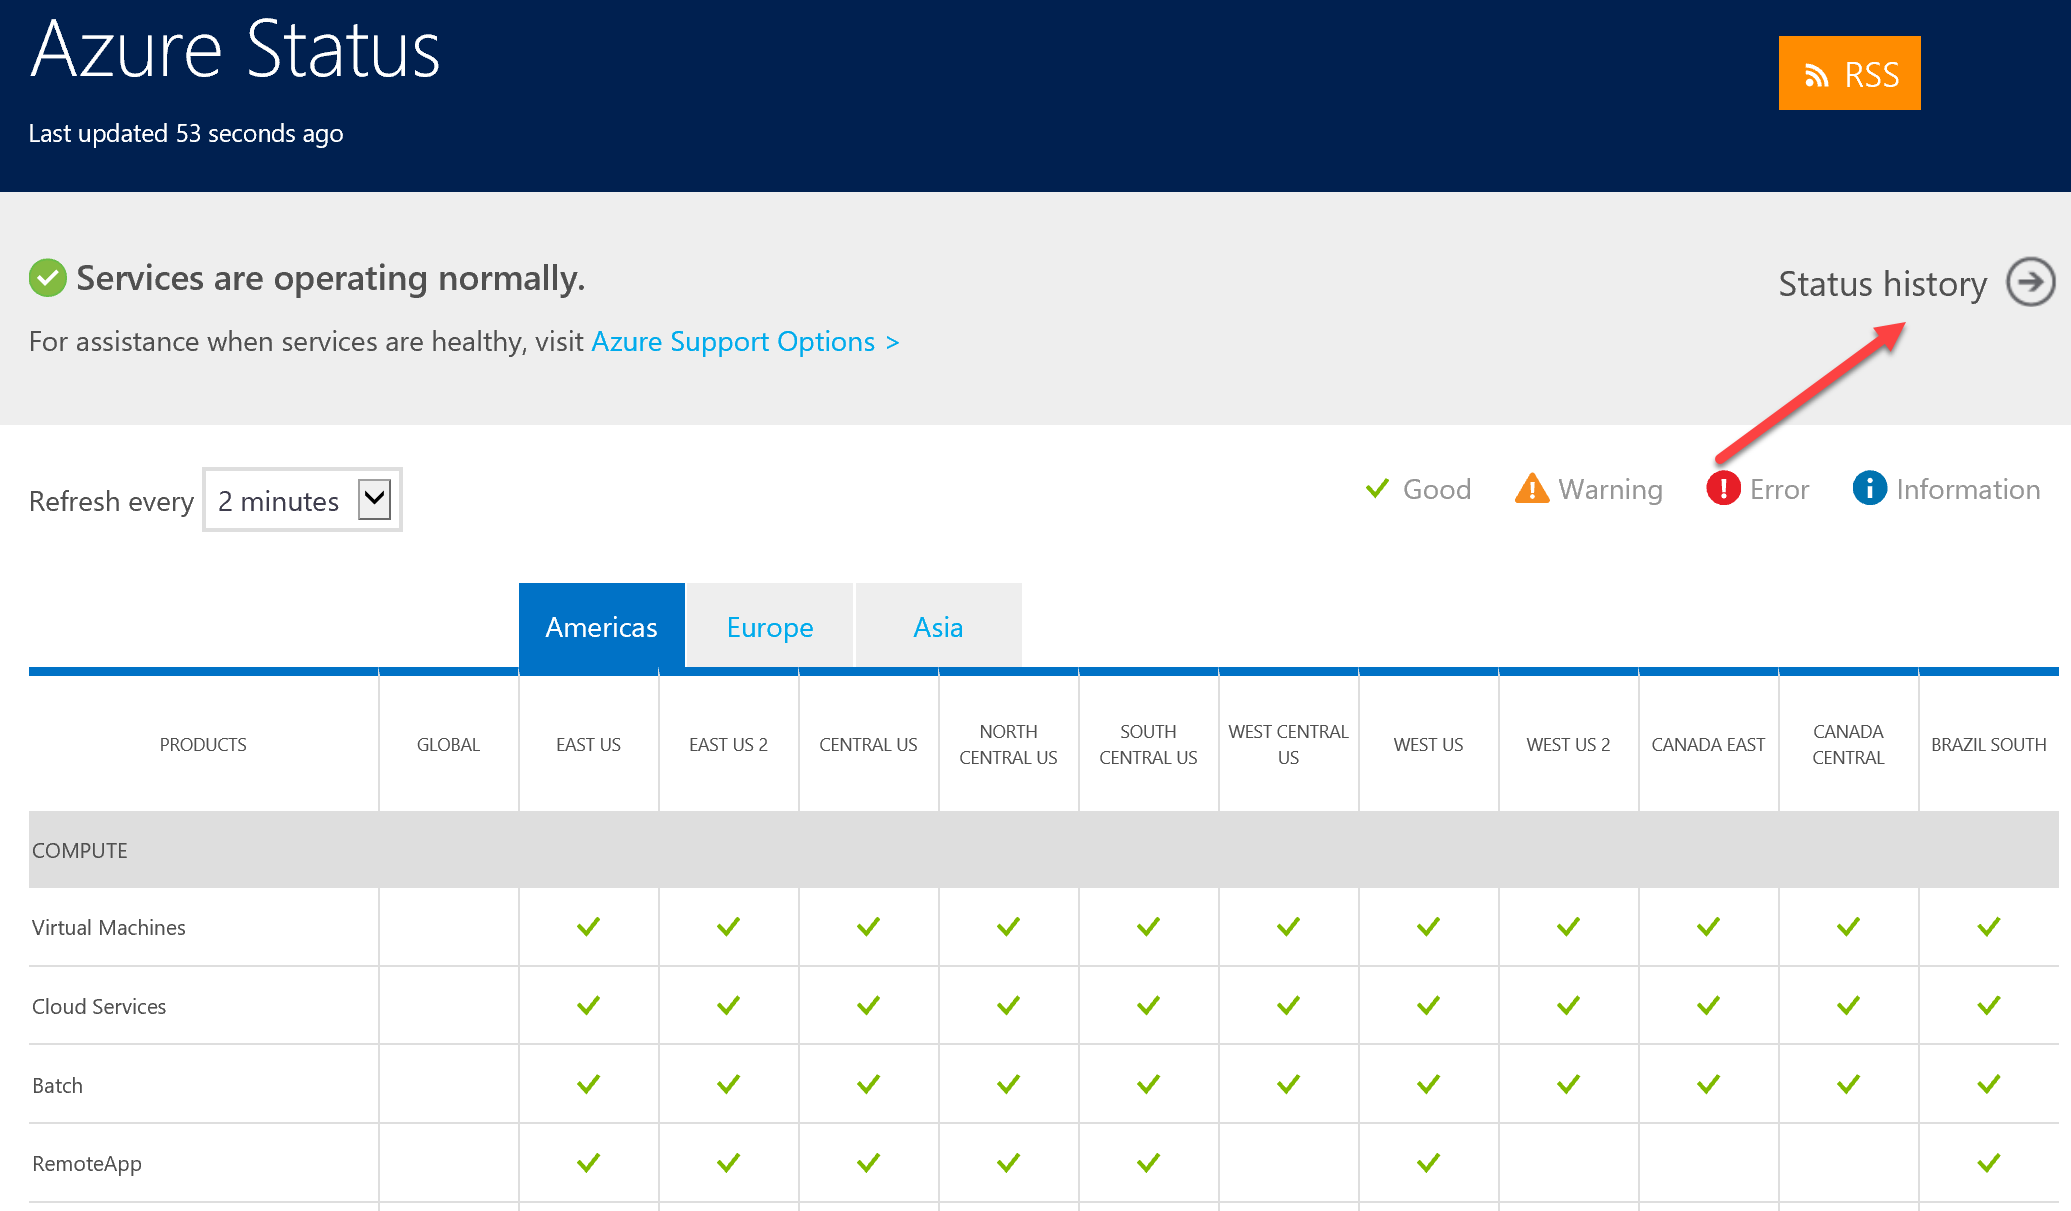 Azure Status
RSS
Last updated 53 seconds ago
Services are operating normally.
Status history
For assistance when services are healthy, visit Azure Support Options >
Refresh every 2 minutes
Good Warning Error Information
Americas Europe Asia
PRODUCTS GLOBAL EAST US EAST US 2 CENTRAL US NORTH CENTRAL US SOUTH CENTRAL US WEST CENTRAL US WEST US WEST US 2 CANADA EAST CANADA CENTRAL BRAZIL SOUTH
COMPUTE
Virtual Machines
Cloud Services
Batch
RemoteApp